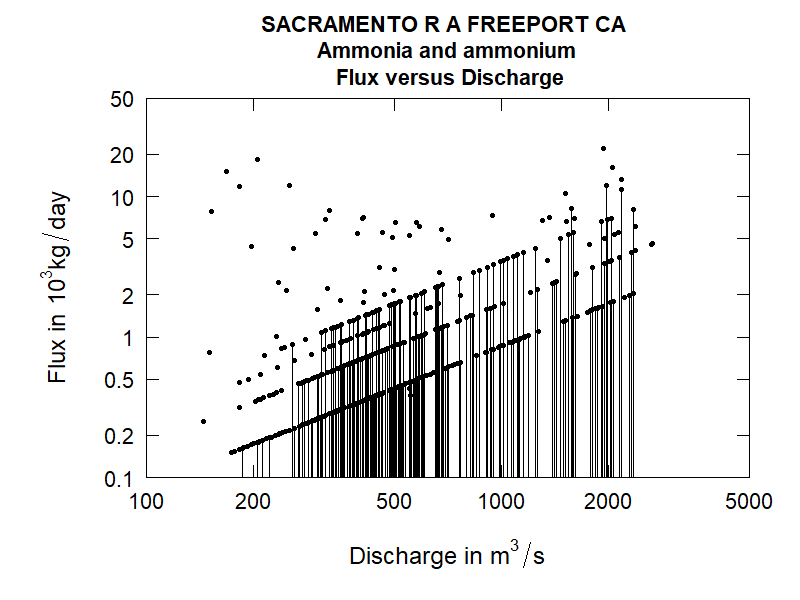 SACRAMENTO R A FREEPORT CA
Ammonia and ammonium
Flux versus Discharge
50
20
10
5
2
1
0.5
0.2
0.1
Flux in 10³kg/day
100 200 500 1000 2000 5000
Discharge in m³/s